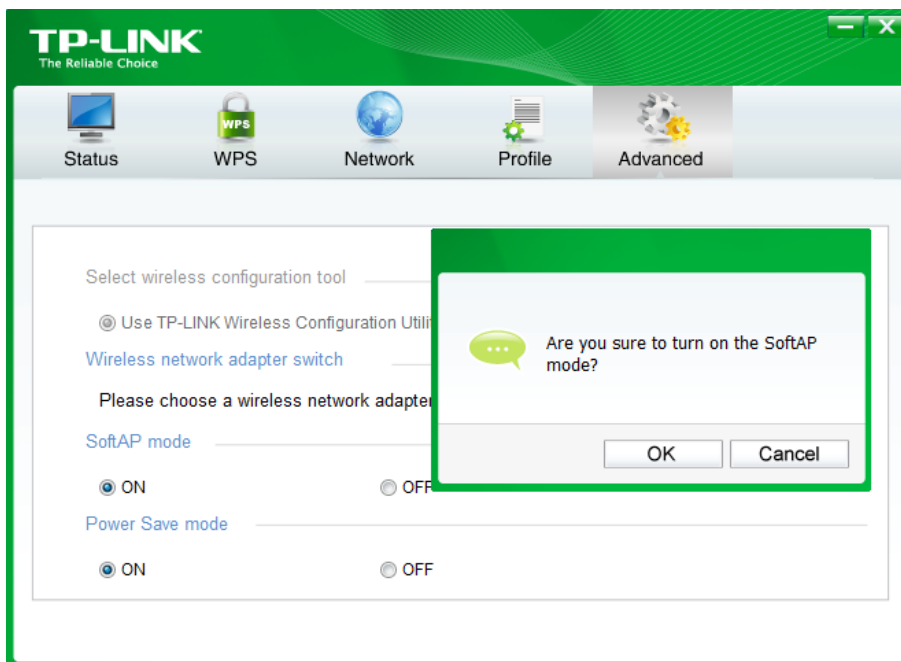 TP-LINK
The Reliable Choice
WPS
Status
WPS
Network
Profile
Advanced
Select wireless configuration tool
Use TP-LINK Wireless Configuration Utili
Wireless network adapter switch
Please choose a wireless network adapter
SoftAP mode
ON
OFF
Power Save mode
ON
OFF
Are you sure to turn on the SoftAP
mode?
OK
Cancel